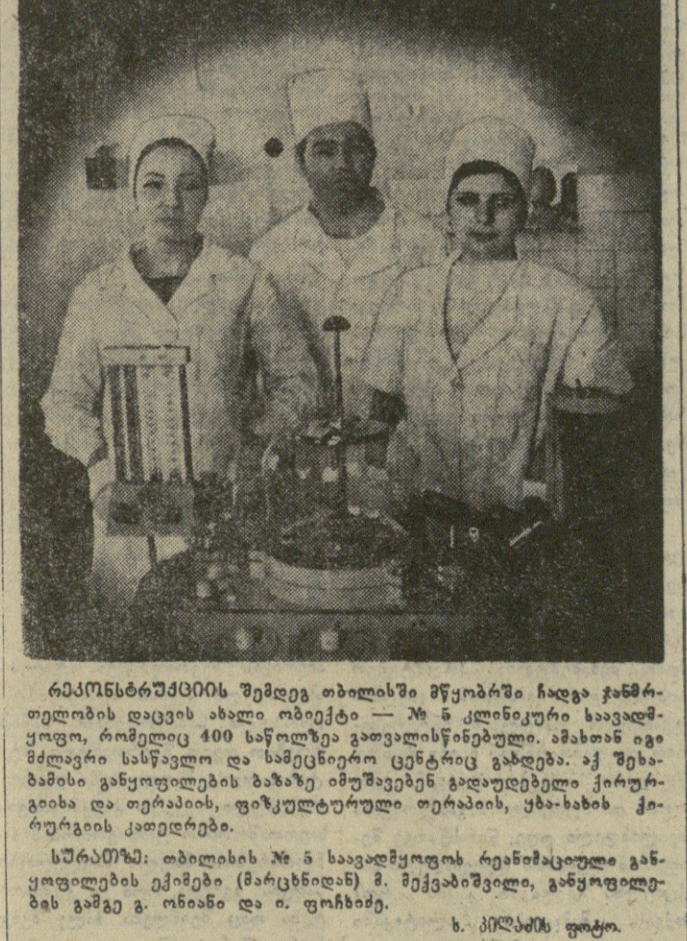 რეკონსტრუქციის შემდეგ თბილისში მწყობრში ჩადგა ჯანმრ-
თელობის დაცვის ახალი ობიექტი — № 5 კლინიკური საავადმ-
ყოფო, რომელიც 400 საწოლზეა გათვალისწინებული. ამასთან იგი
მძლავრი სასწავლო და სამეცნიერო ცენტრიც გახდება. აქ შესა-
ბამისი განყოფილების ბაზაზე იმუშავებენ გადაუდებელი ქირურ-
გიისა და თერაპიის, ფიზკულტურული თერაპიის, ყბა-სახის ქი-
რურგიის კათედრები.
სურათზე: თბილისის № 5 საავადმყოფოს რეანიმაციული გან-
ყოფილების ექიმები (მარცხნიდან) მ. მექვაბიშვილი, განყოფილე-
ბის გამგე გ. ონიანი და ი. ფოჩხიძე.
ხ. კილაძის ფოტო.